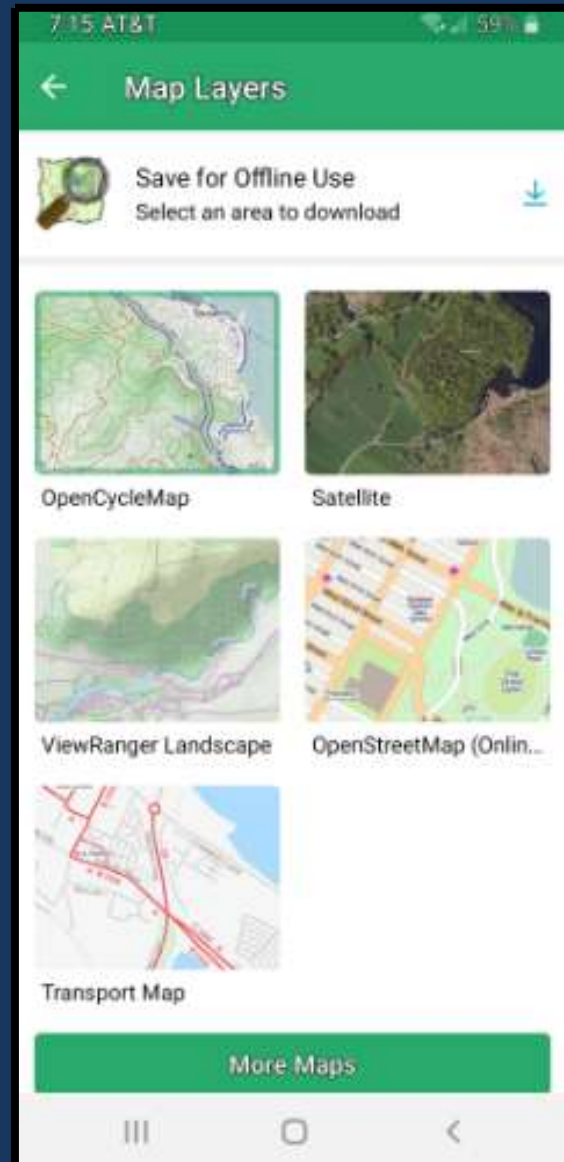 7:15 AT&T 59%
Map Layers
Save for Offline Use
Select an area to download
OpenCycleMap
Satellite
ViewRanger Landscape
OpenStreetMap (Onlin...
Transport Map
More Maps